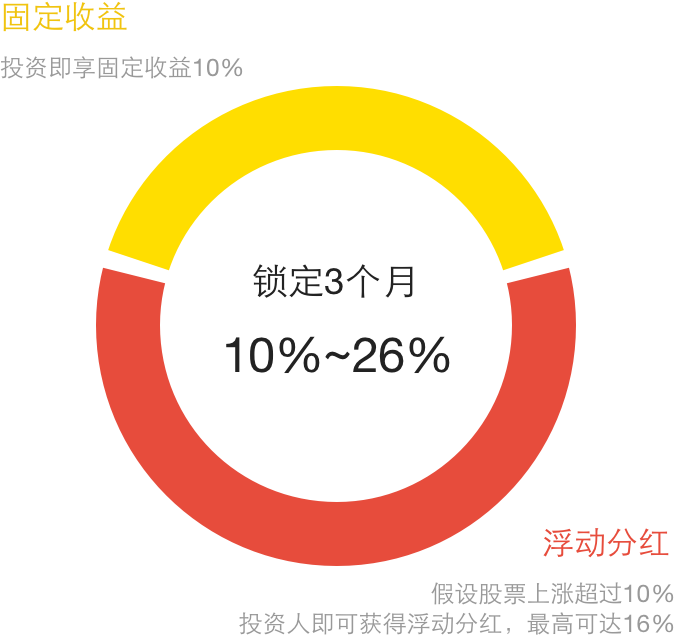 固定收益
投资即享固定收益10%
锁定3个月
10%~26%
浮动分红
假设股票上涨超过10%
投资人即可获得浮动分红，最高可达16%